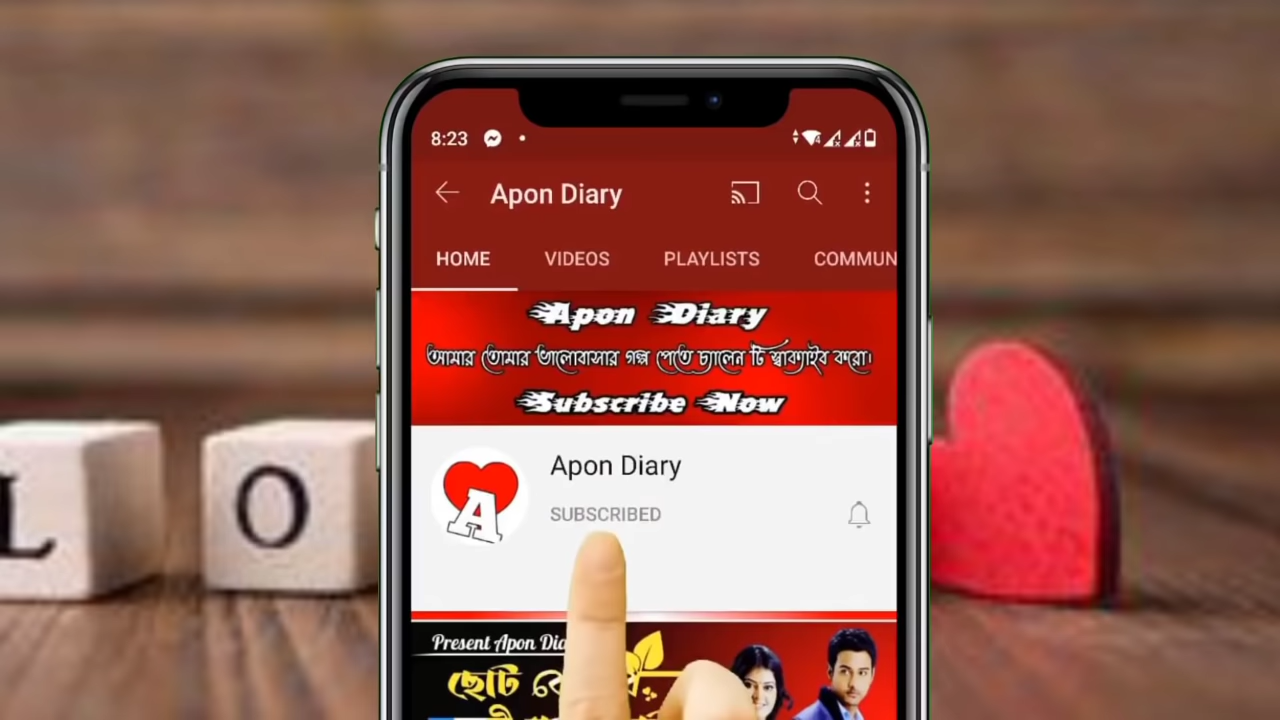 8:23
Apon Diary
HOME VIDEOS PLAYLISTS COMMUN
Apon Diary
আমার তোমার ভালোবাসার গল্প পেতে চ্যালেন টি স্বাবস্ক্যাইব করো।
Subscribe Now
L O
A
Apon Diary
SUBSCRIBED
Present Apon Dia
ছোট